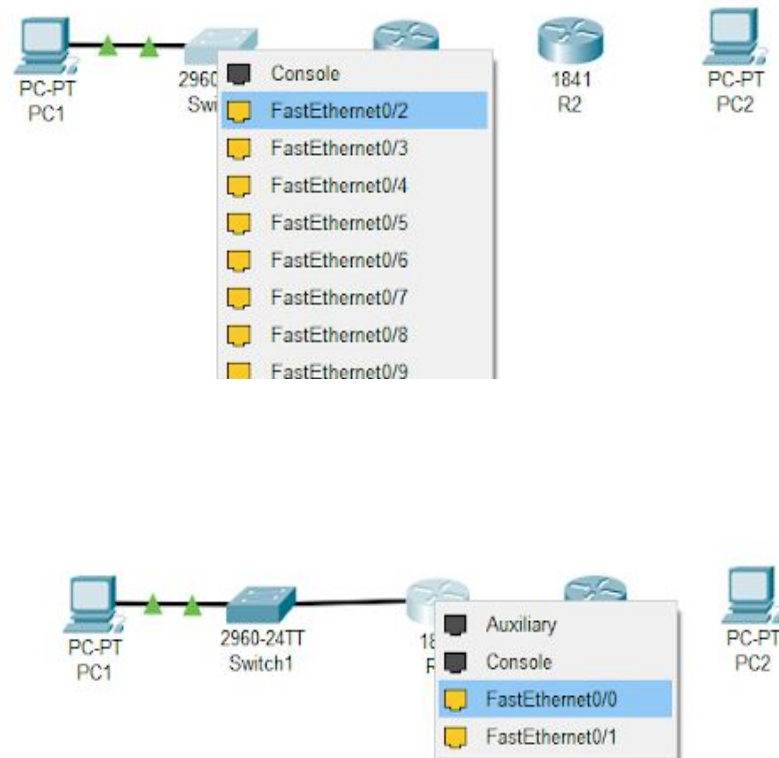 PC-PT
PC1
2960
Swi
1841
R2
PC-PT
PC2
Console
FastEthernet0/2
FastEthernet0/3
FastEthernet0/4
FastEthernet0/5
FastEthernet0/6
FastEthernet0/7
FastEthernet0/8
FastEthernet0/9
PC-PT
PC1
2960-24TT
Switch1
18
PC-PT
PC2
Auxiliary
Console
FastEthernet0/0
FastEthernet0/1